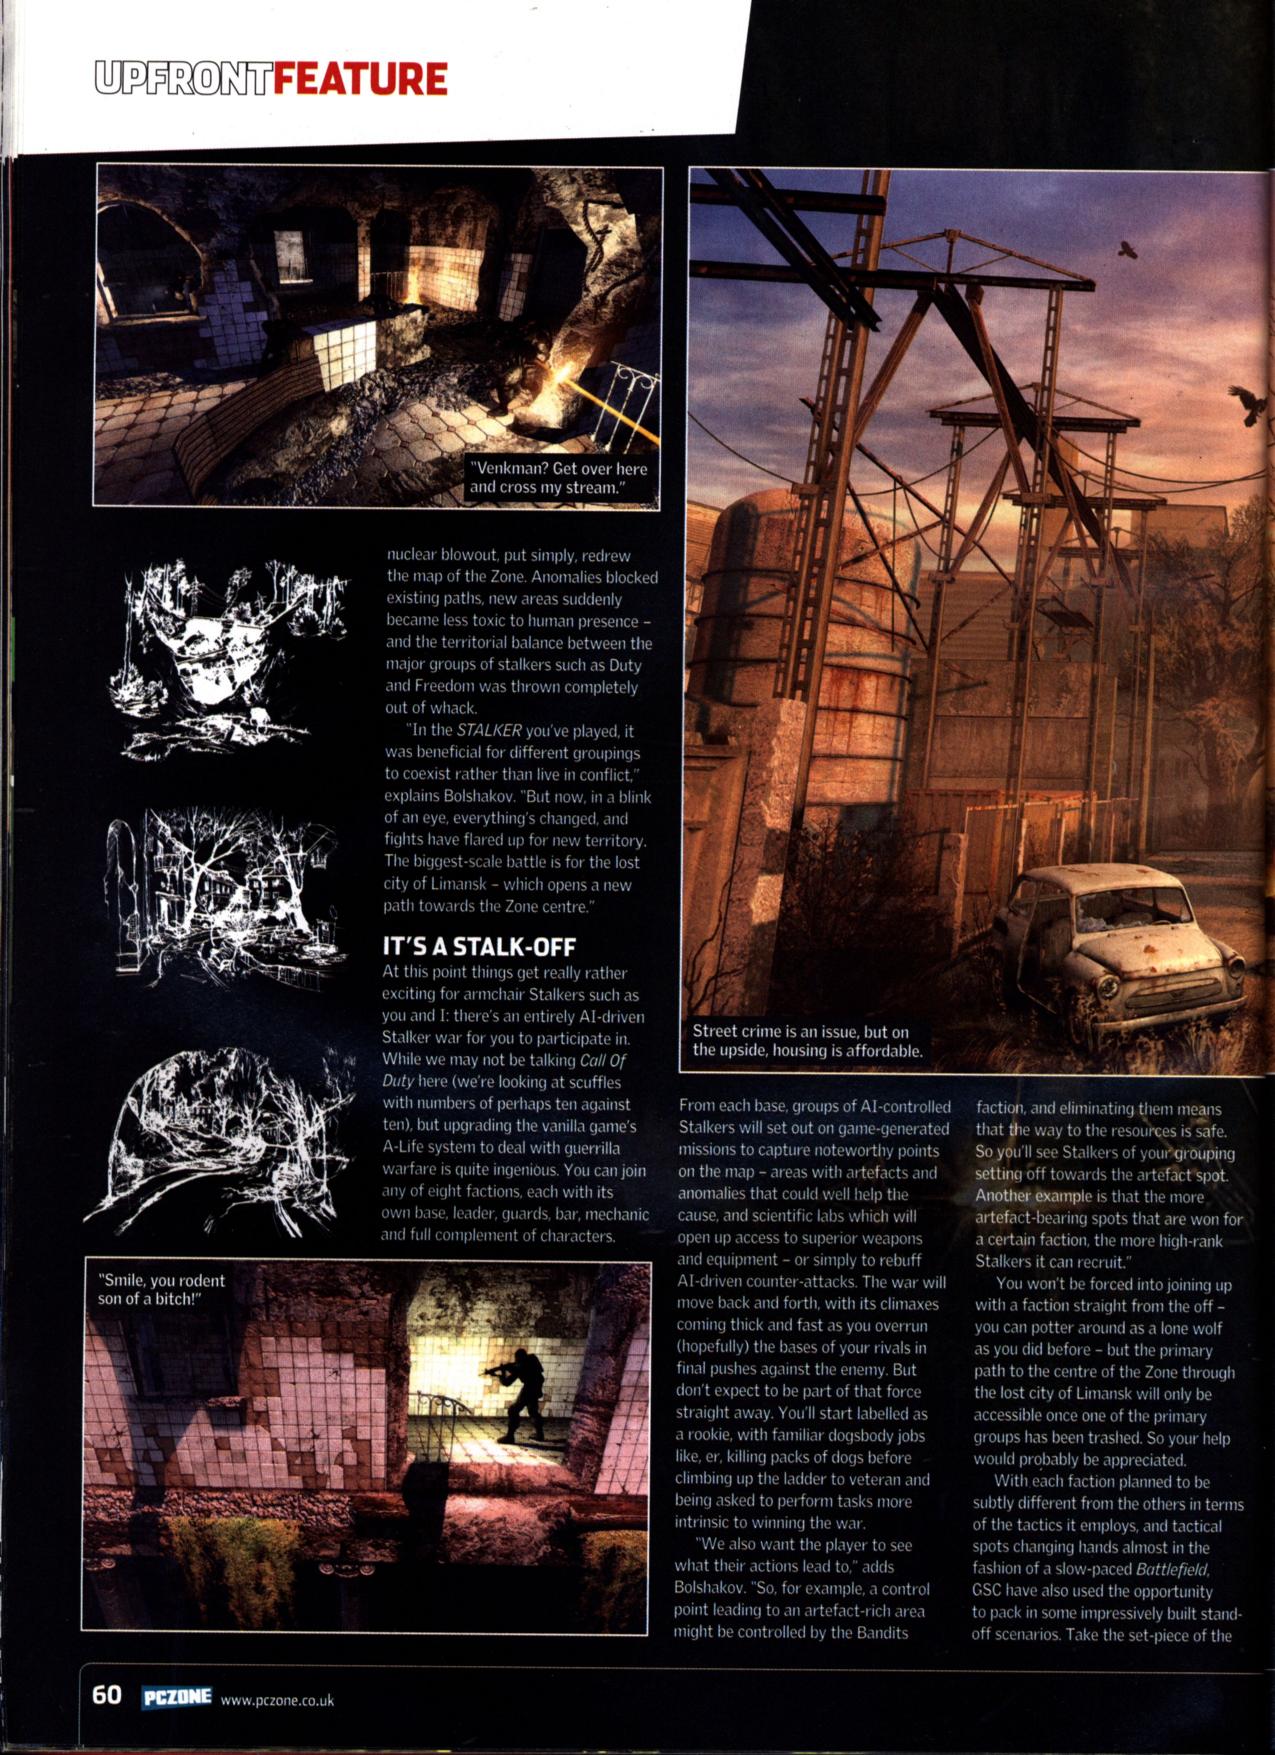 UPFRONTFEATURE
"Venkman? Get over here
and cross my stream."
nuclear blowout, put simply, redrew
the map of the Zone. Anomalies blocked
existing paths, new areas suddenly
became less toxic to human presence –
and the territorial balance between the
major groups of stalkers such as Duty
and Freedom was thrown completely
out of whack.
"In the STALKER you've played, it
was beneficial for different groupings
to coexist rather than live in conflict,"
explains Bolshakov. "But now, in a blink
of an eye, everything's changed, and
fights have flared up for new territory.
The biggest-scale battle is for the lost
city of Limansk – which opens a new
path towards the Zone centre."
IT'S A STALK-OFF
At this point things get really rather
exciting for armchair Stalkers such as
you and I: there's an entirely AI-driven
Stalker war for you to participate in.
While we may not be talking Call Of
Duty here (we're looking at scuffles
with numbers of perhaps ten against
ten), but upgrading the vanilla game's
A-Life system to deal with guerrilla
warfare is quite ingenious. You can join
any of eight factions, each with its
own base, leader, guards, bar, mechanic
and full complement of characters.
"Smile, you rodent
son of a bitch!"
Street crime is an issue, but on
the upside, housing is affordable.
From each base, groups of AI-controlled
Stalkers will set out on game-generated
missions to capture noteworthy points
on the map – areas with artefacts and
anomalies that could well help the
cause, and scientific labs which will
open up access to superior weapons
and equipment – or simply to rebuff
AI-driven counter-attacks. The war will
move back and forth, with its climaxes
coming thick and fast as you overrun
(hopefully) the bases of your rivals in
final pushes against the enemy. But
don't expect to be part of that force
straight away. You'll start labelled as
a rookie, with familiar dogsbody jobs
like, er, killing packs of dogs before
climbing up the ladder to veteran and
being asked to perform tasks more
intrinsic to winning the war.
"We also want the player to see
what their actions lead to," adds
Bolshakov. "So, for example, a control
point leading to an artefact-rich area
might be controlled by the Bandits
faction, and eliminating them means
that the way to the resources is safe.
So you'll see Stalkers of your grouping
setting off towards the artefact spot.
Another example is that the more
artefact-bearing spots that are won for
a certain faction, the more high-rank
Stalkers it can recruit."
You won't be forced into joining up
with a faction straight from the off –
you can potter around as a lone wolf
as you did before – but the primary
path to the centre of the Zone through
the lost city of Limansk will only be
accessible once one of the primary
groups has been trashed. So your help
would probably be appreciated.
With each faction planned to be
subtly different from the others in terms
of the tactics it employs, and tactical
spots changing hands almost in the
fashion of a slow-paced Battlefield,
GSC have also used the opportunity
to pack in some impressively built stand-
off scenarios. Take the set-piece of the
60 PCZONE www.pczone.co.uk